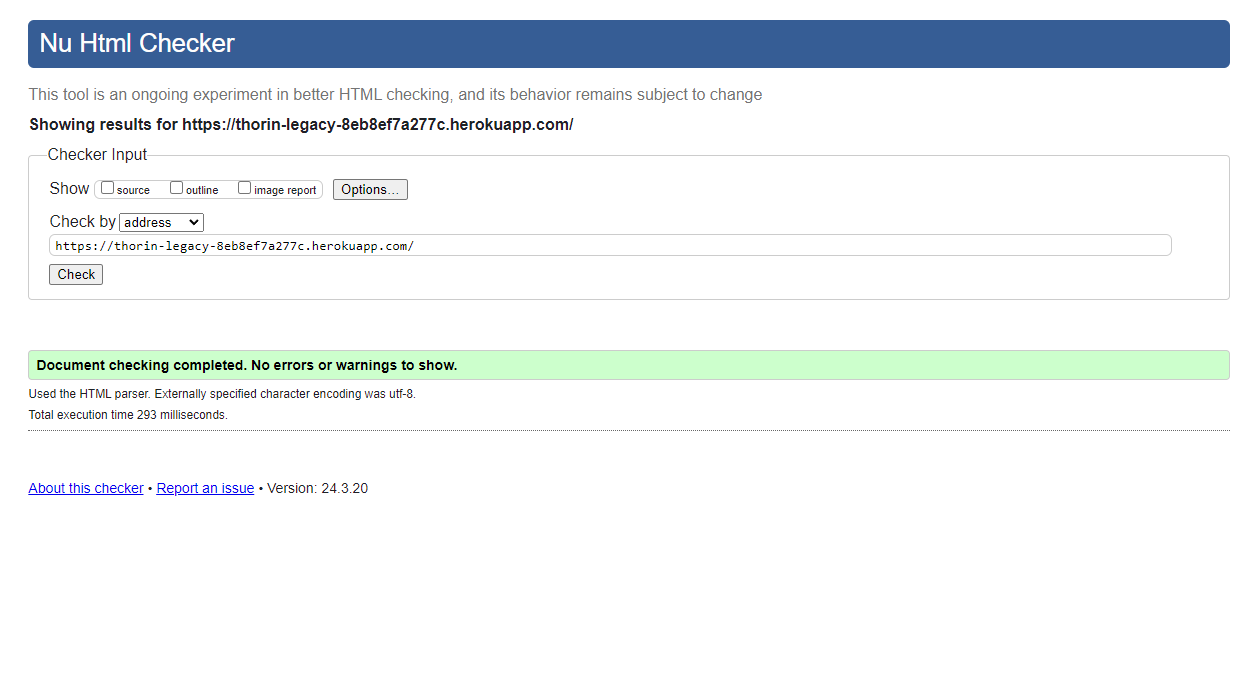 Nu Html Checker
This tool is an ongoing experiment in better HTML checking, and its behavior remains subject to change
Showing results for https://thorin-legacy-8eb8ef7a277c.herokuapp.com/
Checker Input
Show source outline image report Options...
Check by address
https://thorin-legacy-8eb8ef7a277c.herokuapp.com/
Check
Document checking completed. No errors or warnings to show.
Used the HTML parser. Externally specified character encoding was utf-8.
Total execution time 293 milliseconds.
About this checker • Report an issue • Version: 24.3.20